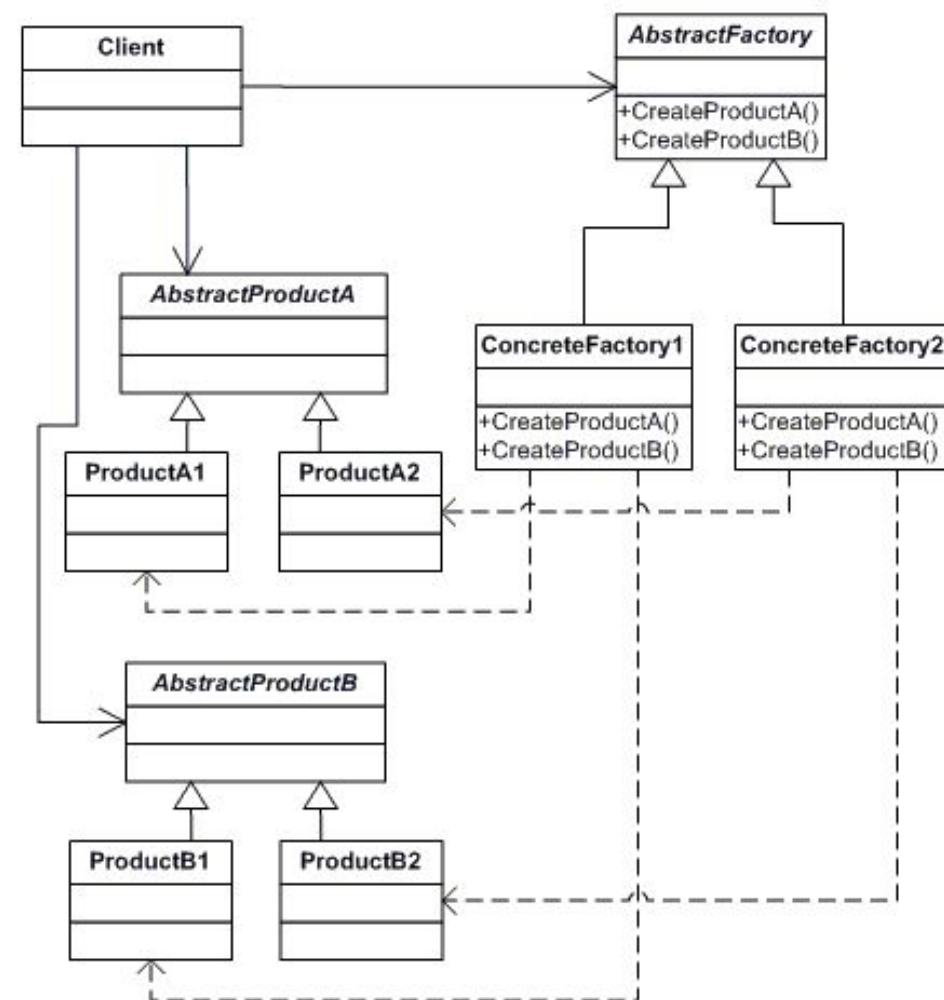 Client
AbstractFactory
+CreateProductA()
+CreateProductB()
AbstractProductA
ConcreteFactory1
+CreateProductA()
+CreateProductB()
ConcreteFactory2
+CreateProductA()
+CreateProductB()
ProductA1
ProductA2
AbstractProductB
ProductB1
ProductB2